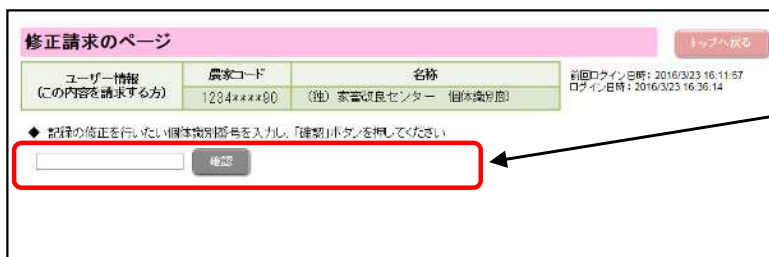 修正請求のページ
トップへ戻る
ユーザー情報
(この内容を請求する方)
農家コード
名称
1234****90
(独) 家畜改良センター 個体識別部
前回ログイン日時: 2016/3/23 16:11:57
ログイン日時: 2016/3/23 16:36:14
◆ 記録の修正を行いたい個体識別番号を入力し、「確認」ボタンを押してください
確認